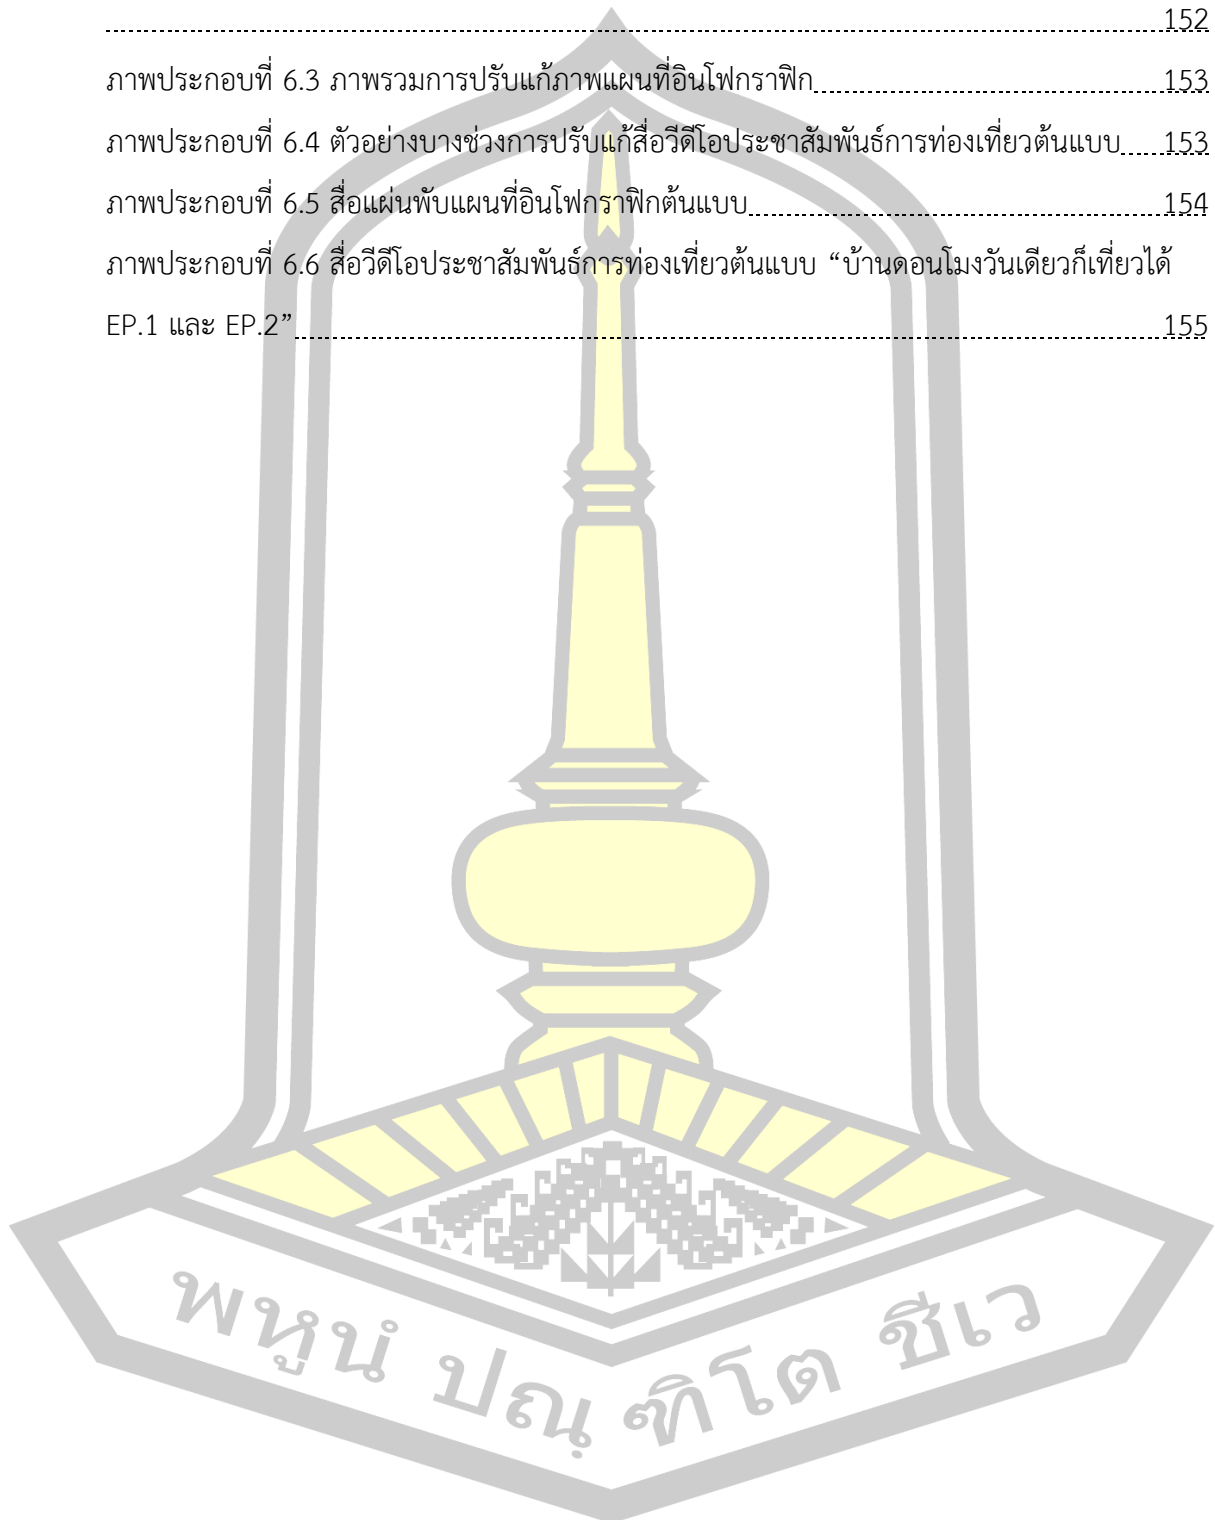 152
ภาพประกอบที่ 6.3 ภาพรวมการปรับแก้ภาพแผนที่อินโฟกราฟิก 153
ภาพประกอบที่ 6.4 ตัวอย่างบางช่วงการปรับแก้สื่อวีดีโอประชาสัมพันธ์การท่องเที่ยวต้นแบบ 153
ภาพประกอบที่ 6.5 สื่อแผ่นพับแผนที่อินโฟกราฟิกต้นแบบ 154
ภาพประกอบที่ 6.6 สื่อวีดีโอประชาสัมพันธ์การท่องเที่ยวต้นแบบ “บ้านดอนโมงวันเดียวก็เที่ยวได้
EP.1 และ EP.2” 155
พหูนํ ปณฺ ฑิโต ชีเว